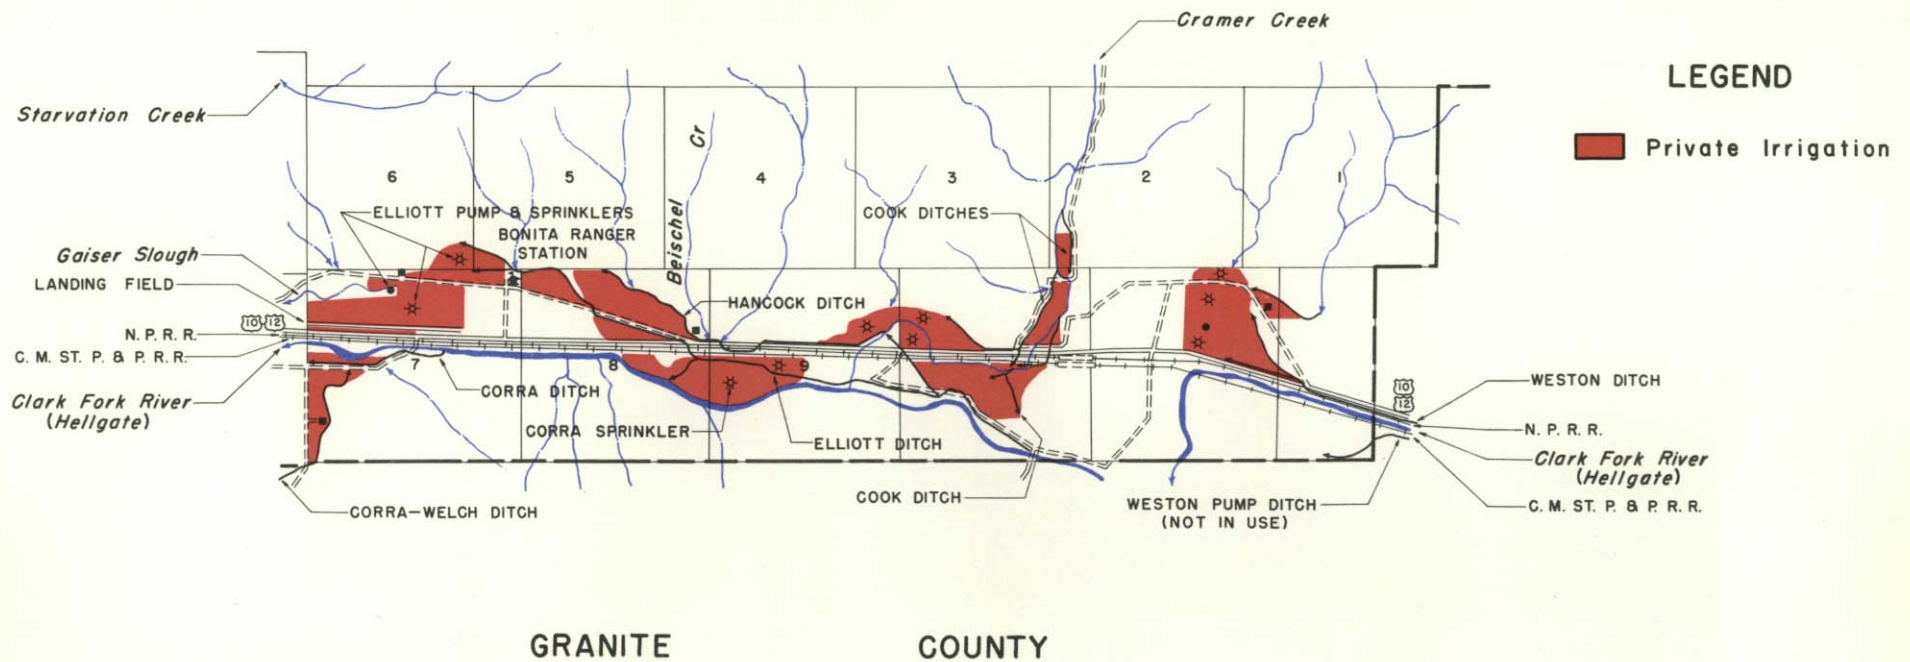 Cramer Creek
LEGEND
Private Irrigation
Starvation Creek
Beischel Cr
6
5
4
3
2
1
ELLIOTT PUMP & SPRINKLERS
BONITA RANGER
STATION
COOK DITCHES
Gaiser Slough
LANDING FIELD
HANCOCK DITCH
10 12
N. P. R. R.
C. M. ST. P. & P. R. R.
7
8
9
Clark Fork River
(Hellgate)
CORRA DITCH
CORRA SPRINKLER
ELLIOTT DITCH
10
12
WESTON DITCH
N. P. R. R.
Clark Fork River
(Hellgate)
C. M. ST. P. & P. R. R.
CORRA-WELCH DITCH
COOK DITCH
WESTON PUMP DITCH
(NOT IN USE)
GRANITE COUNTY